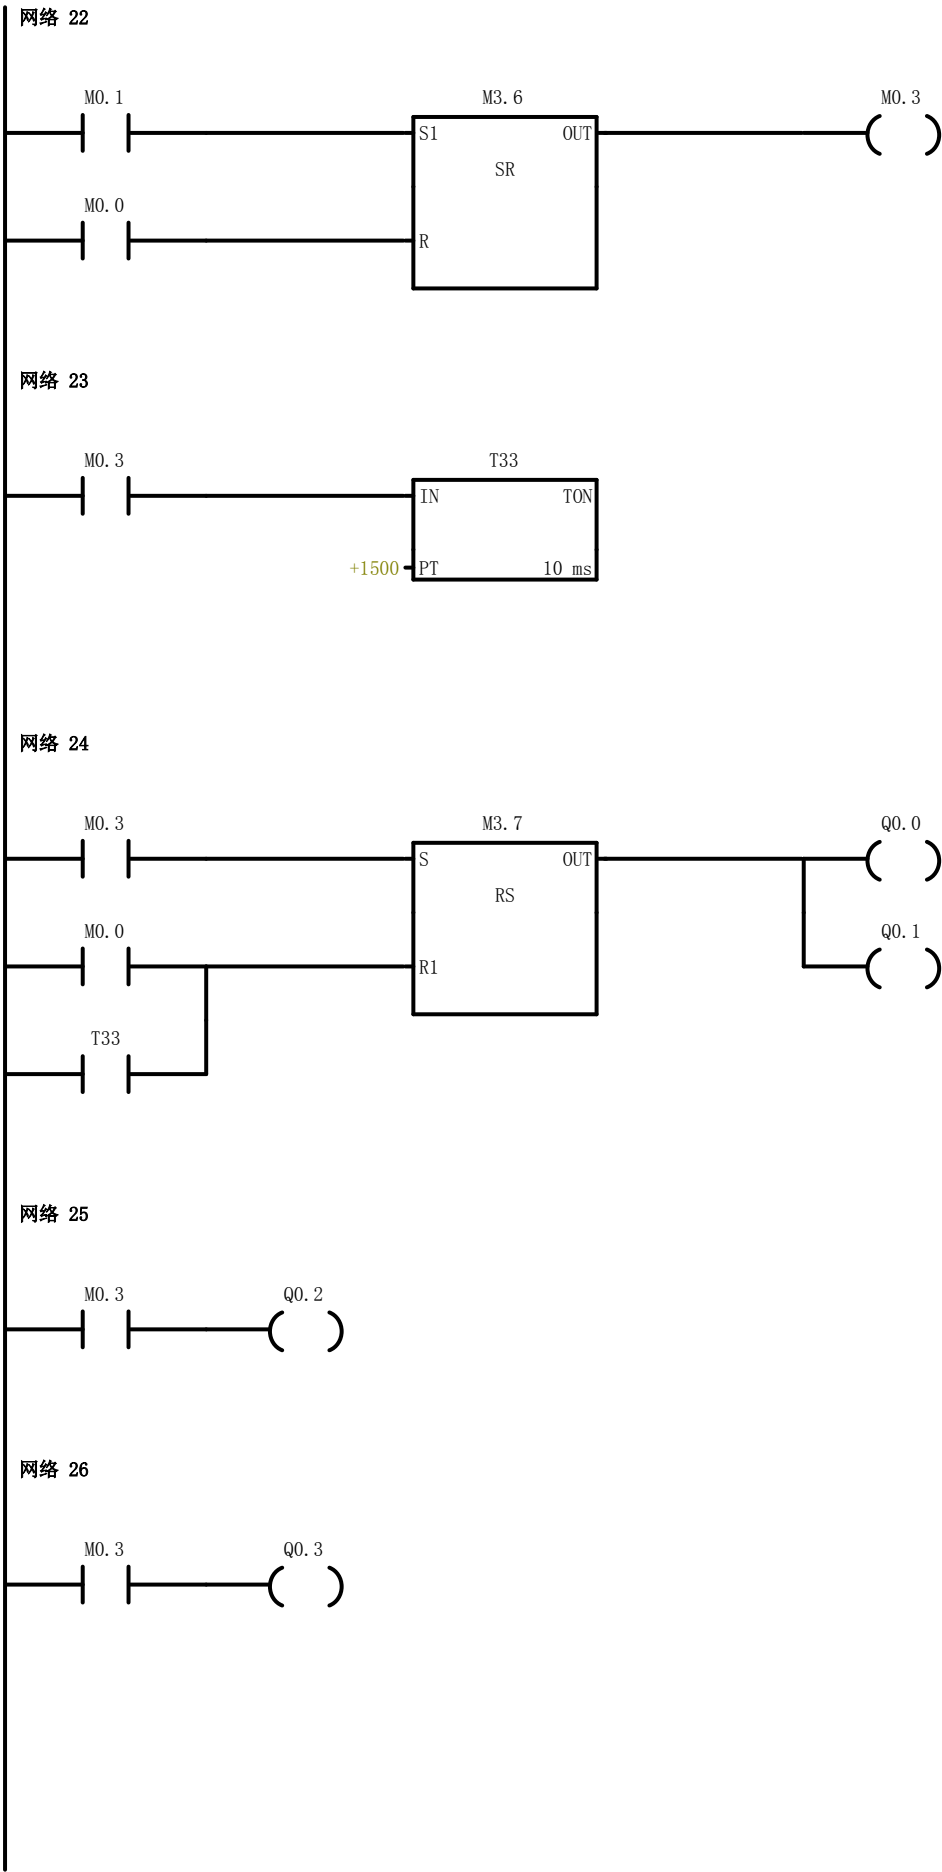 网络 22
M0.1 M3.6 M0.3
S1 OUT
SR
M0.0
R
网络 23
M0.3 T33
IN TON
+1500 PT 10 ms
网络 24
M0.3 M3.7 Q0.0
S OUT
RS
M0.0 Q0.1
R1
T33
网络 25
M0.3 Q0.2
网络 26
M0.3 Q0.3